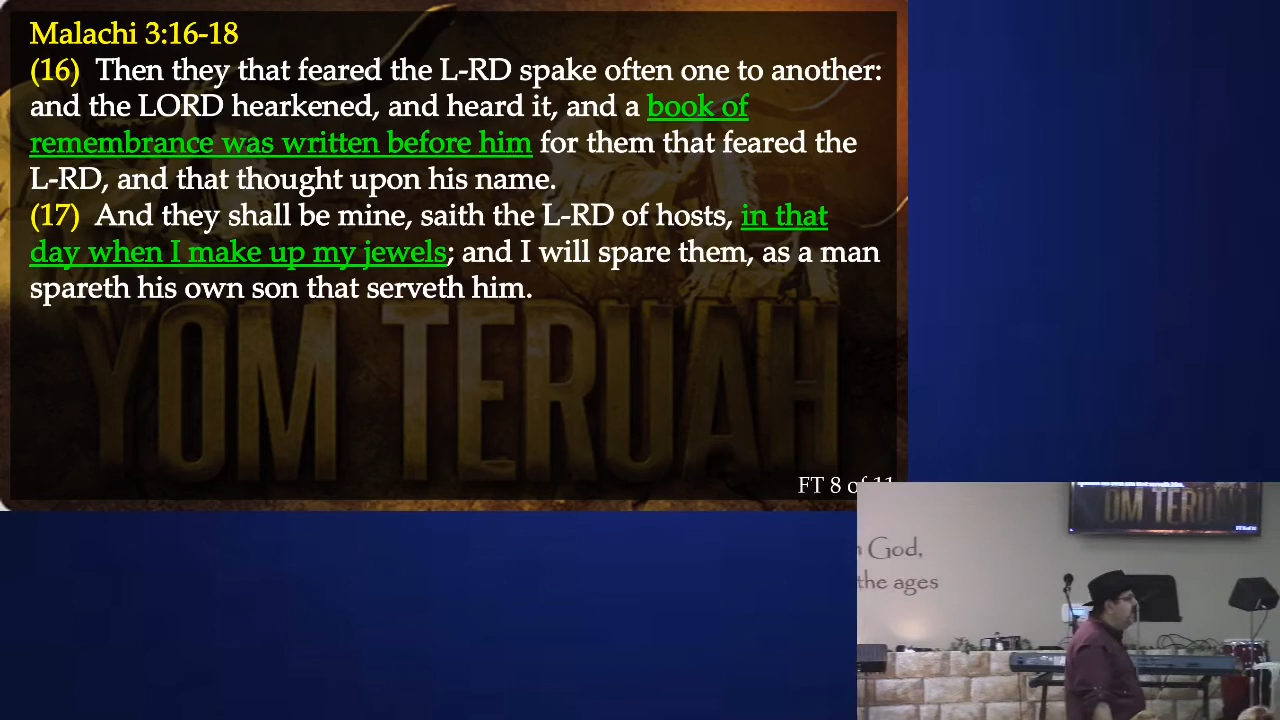 Malachi 3:16-18
(16) Then they that feared the L-RD spake often one to another:
and the LORD hearkened, and heard it, and a book of
remembrance was written before him for them that feared the
L-RD, and that thought upon his name.
(17) And they shall be mine, saith the L-RD of hosts, in that
day when I make up my jewels; and I will spare them, as a man
spareth his own son that serveth him.
YOM TERUAH
FT 8 of 11
God,
the ages
OM TERUAH